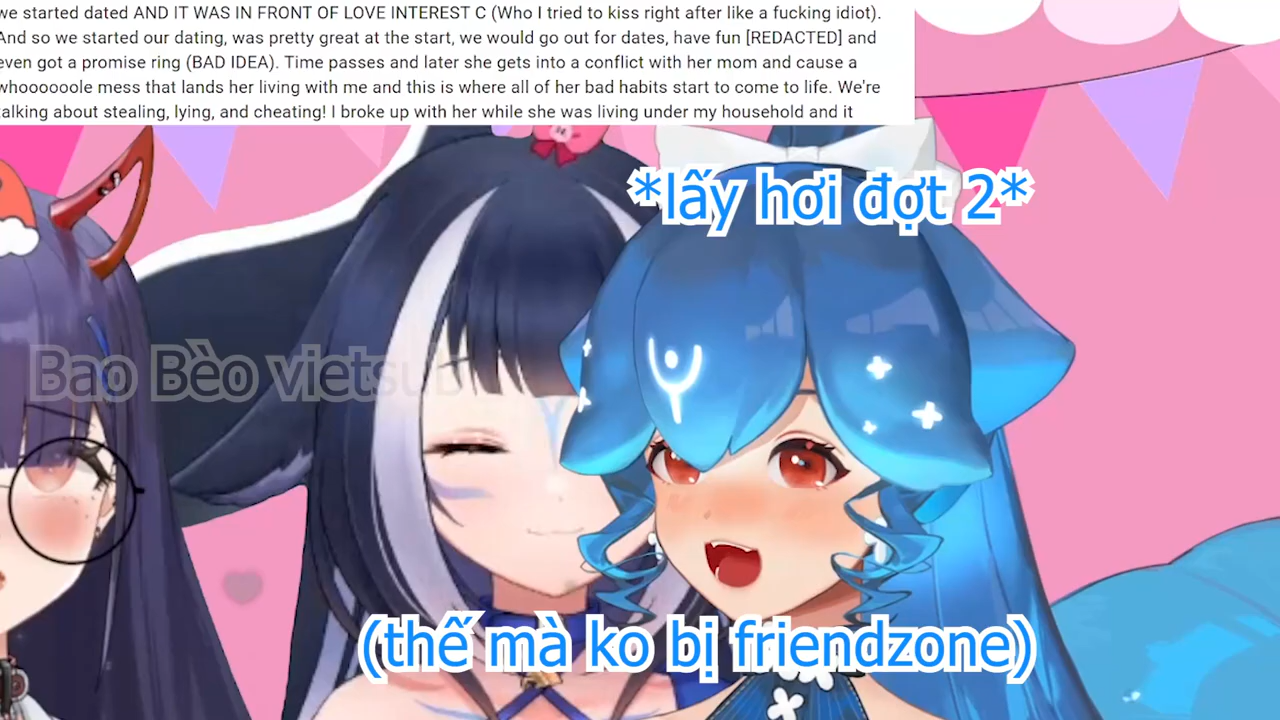 we started dated AND IT WAS IN FRONT OF LOVE INTEREST C (Who I tried to kiss right after like a fucking idiot).
And so we started our dating, was pretty great at the start, we would go out for dates, have fun [REDACTED] and
even got a promise ring (BAD IDEA). Time passes and later she gets into a conflict with her mom and cause a
whoooooole mess that lands her living with me and this is where all of her bad habits start to come to life. We're
talking about stealing, lying, and cheating! I broke up with her while she was living under my household and it
*lấy hơi đợt 2*
Bao Bèo vietsub
(thế mà ko bị friendzone)